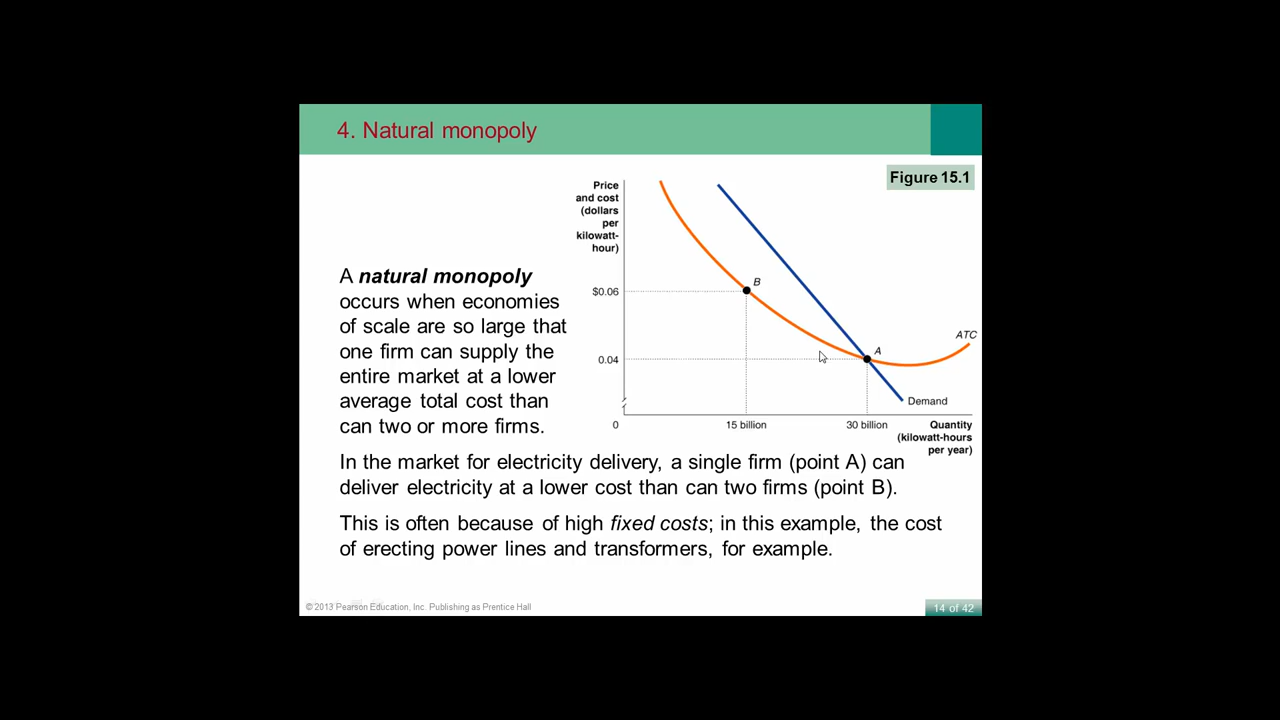 4. Natural monopoly
Figure 15.1
Price
and cost
(dollars
per
kilowatt-
hour)
$0.06
0.04
0
B
A
ATC
Demand
15 billion
30 billion
Quantity
(kilowatt-hours
per year)
A natural monopoly
occurs when economies
of scale are so large that
one firm can supply the
entire market at a lower
average total cost than
can two or more firms.
In the market for electricity delivery, a single firm (point A) can
deliver electricity at a lower cost than can two firms (point B).
This is often because of high fixed costs; in this example, the cost
of erecting power lines and transformers, for example.
© 2013 Pearson Education, Inc. Publishing as Prentice Hall
14 of 42